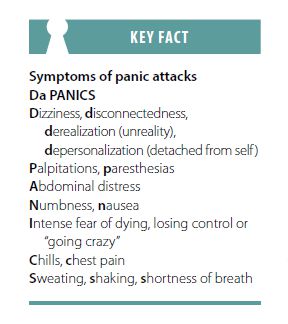 KEY FACT
Symptoms of panic attacks
Da PANICS
Dizziness, disconnectedness,
derealization (unreality),
depersonalization (detached from self)
Palpitations, paresthesias
Abdominal distress
Numbness, nausea
Intense fear of dying, losing control or
“going crazy”
Chills, chest pain
Sweating, shaking, shortness of breath